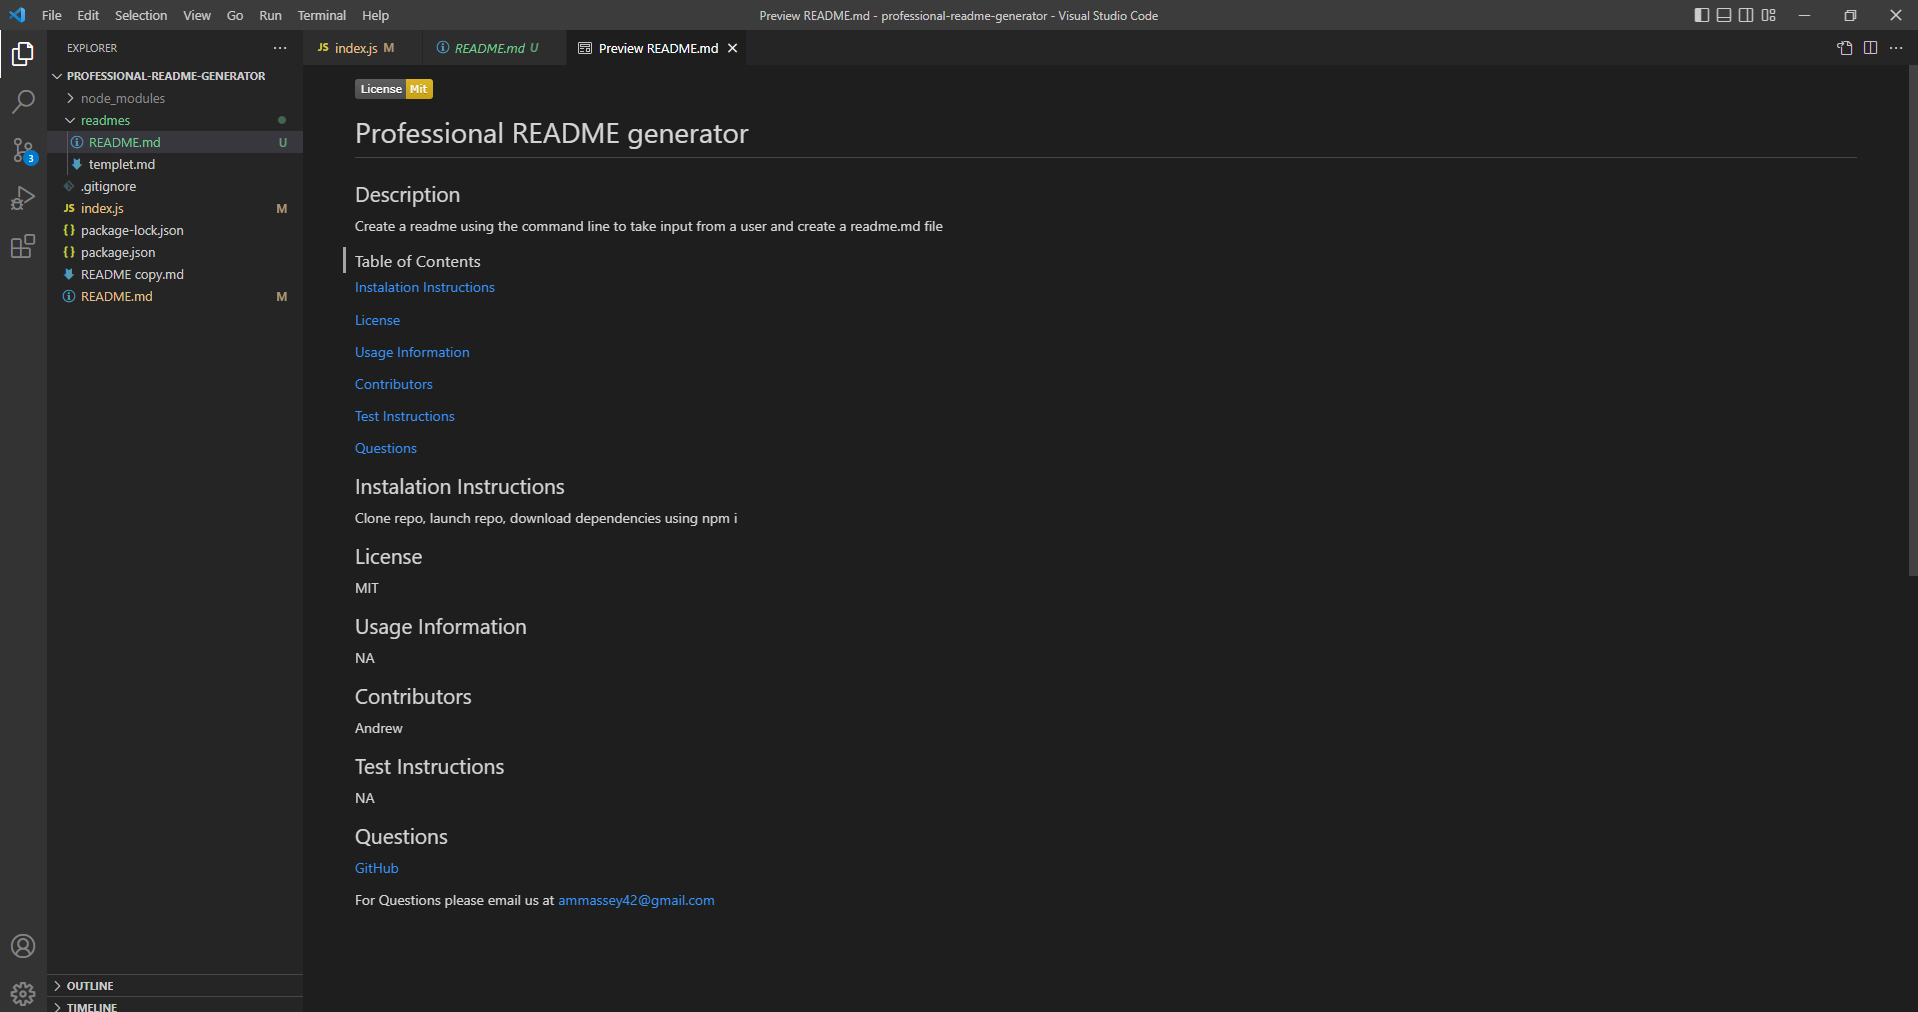 File Edit Selection View Go Run Terminal Help
Preview README.md - professional-readme-generator - Visual Studio Code
EXPLORER
PROFESSIONAL-README-GENERATOR
node_modules
readmes
README.md U
templet.md
.gitignore
JS index.js M
{} package-lock.json
{} package.json
README copy.md
README.md M
3
OUTLINE
TIMELINE
JS index.js M
README.md U
Preview README.md
License Mit
Professional README generator
Description
Create a readme using the command line to take input from a user and create a readme.md file
Table of Contents
Instalation Instructions
License
Usage Information
Contributors
Test Instructions
Questions
Instalation Instructions
Clone repo, launch repo, download dependencies using npm i
License
MIT
Usage Information
NA
Contributors
Andrew
Test Instructions
NA
Questions
GitHub
For Questions please email us at ammassey42@gmail.com